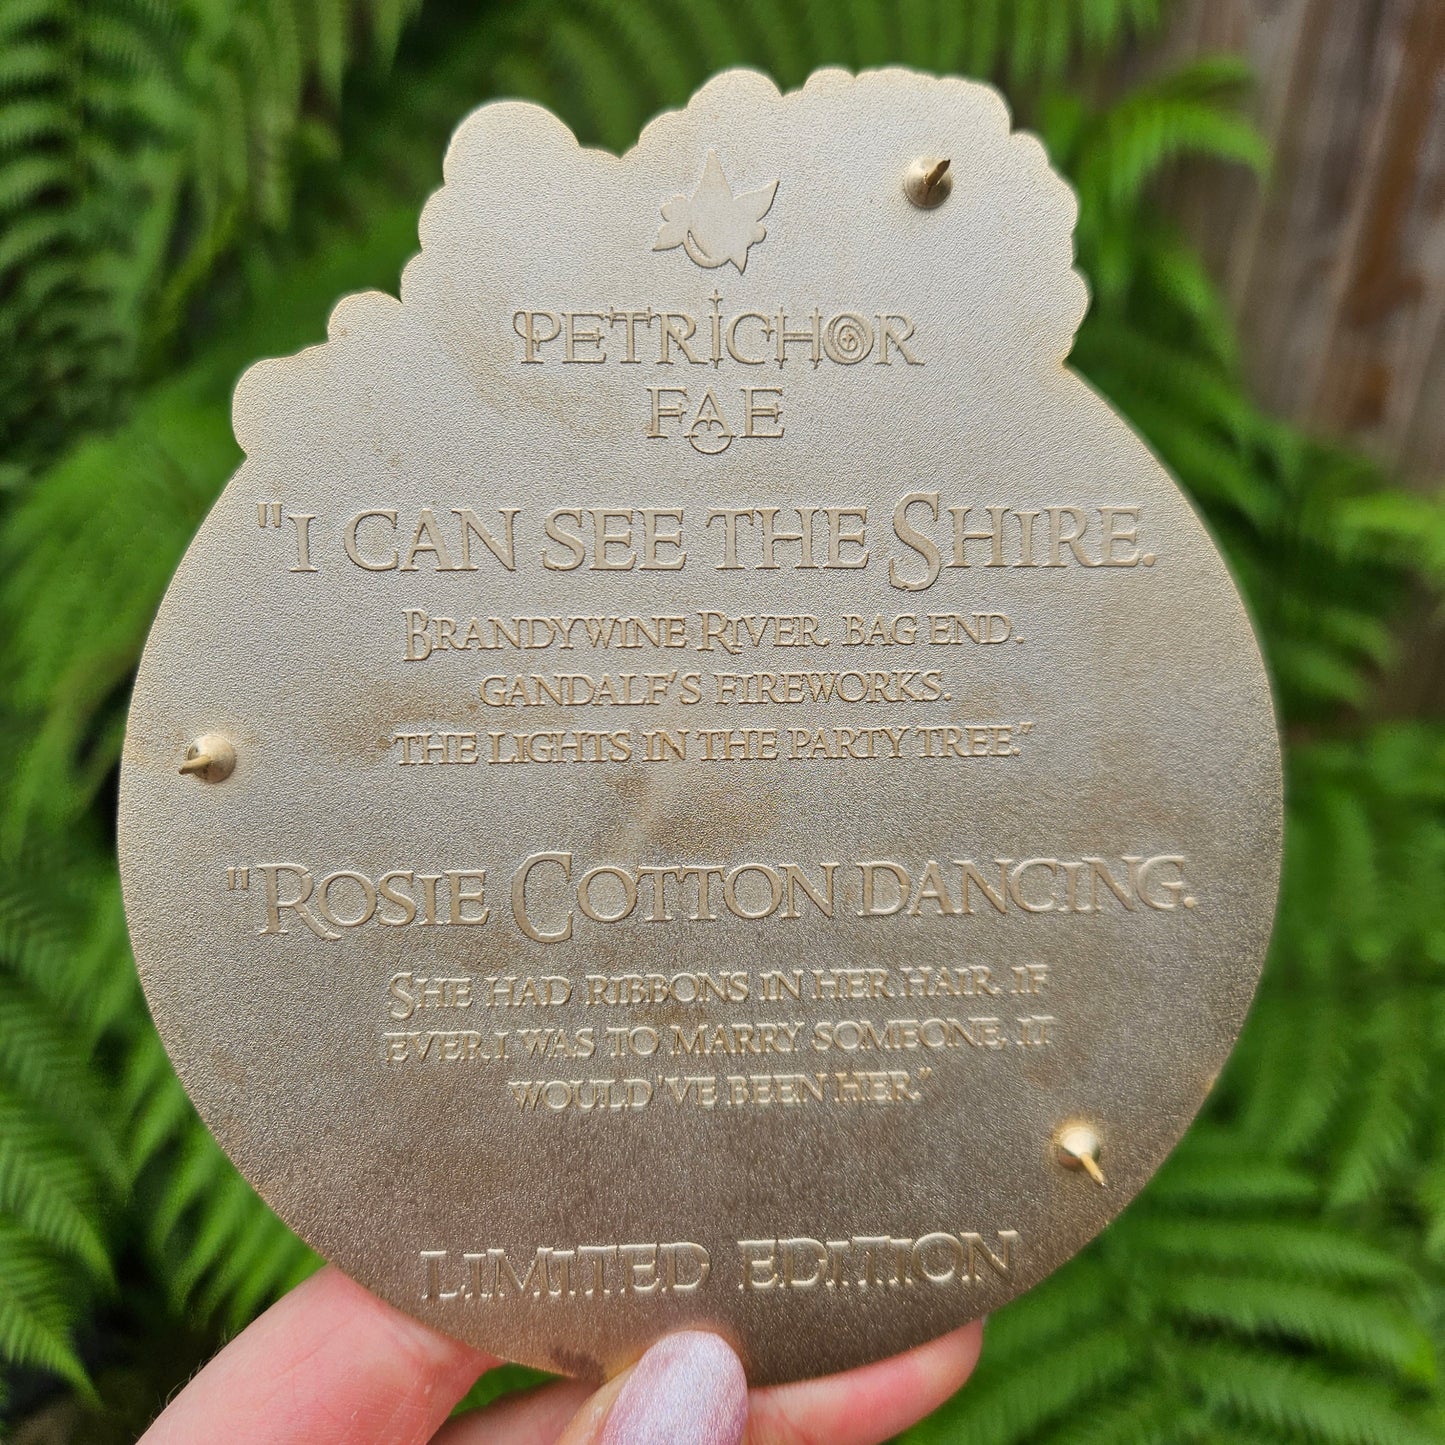 PETRICHOR
FAE
"I CAN SEE THE SHIRE.
BRANDYWINE RIVER. BAG END.
GANDALF'S FIREWORKS.
THE LIGHTS IN THE PARTY TREE."
"ROSIE COTTON DANCING.
SHE HAD RIBBONS IN HER HAIR. IF
EVER I WAS TO MARRY SOMEONE, IT
WOULD'VE BEEN HER."
LIMITED EDITION